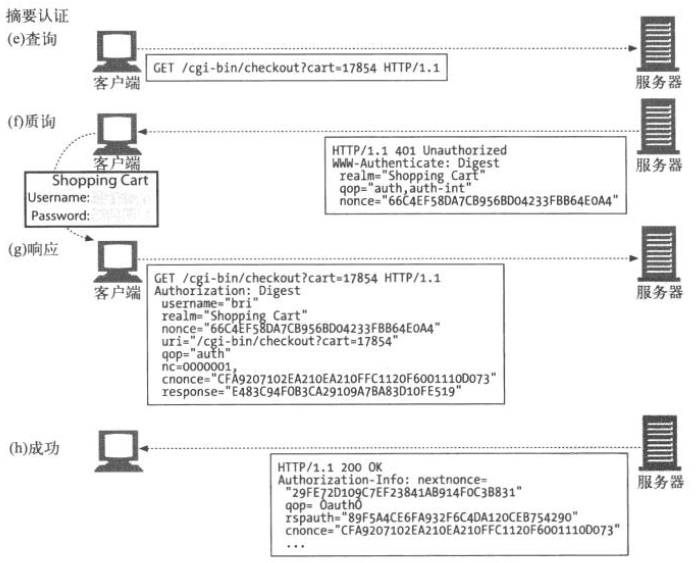 摘要认证
(e)查询
客户端
GET /cgi-bin/checkout?cart=17854 HTTP/1.1
服务器
(f)质询
客户端
HTTP/1.1 401 Unauthorized
WWW-Authenticate: Digest
realm="Shopping Cart"
qop="auth,auth-int"
nonce="66C4EF58DA7CB956BD04233FBB64E0A4"
服务器
Shopping Cart
Username:
Password:
(g)响应
客户端
GET /cgi-bin/checkout?cart=17854 HTTP/1.1
Authorization: Digest
username="bri"
realm="Shopping Cart"
nonce="66C4EF58DA7CB956BD04233FBB64E0A4"
uri="/cgi-bin/checkout?cart=17854"
qop="auth"
nc=0000001,
cnonce="CFA9207102EA210EA210FFC1120F6001110D073"
response="E483C94F0B3CA29109A7BA83D10FE519"
服务器
(h)成功
HTTP/1.1 200 OK
Authorization-Info: nextnonce=
"29FE72D109C7EF23841AB914F0C3B831"
qop= ÒauthÓ
rspauth="89F5A4CE6FA932F6C4DA120CEB754290"
cnonce="CFA9207102EA210EA210FFC1120F6001110D073"
...
服务器